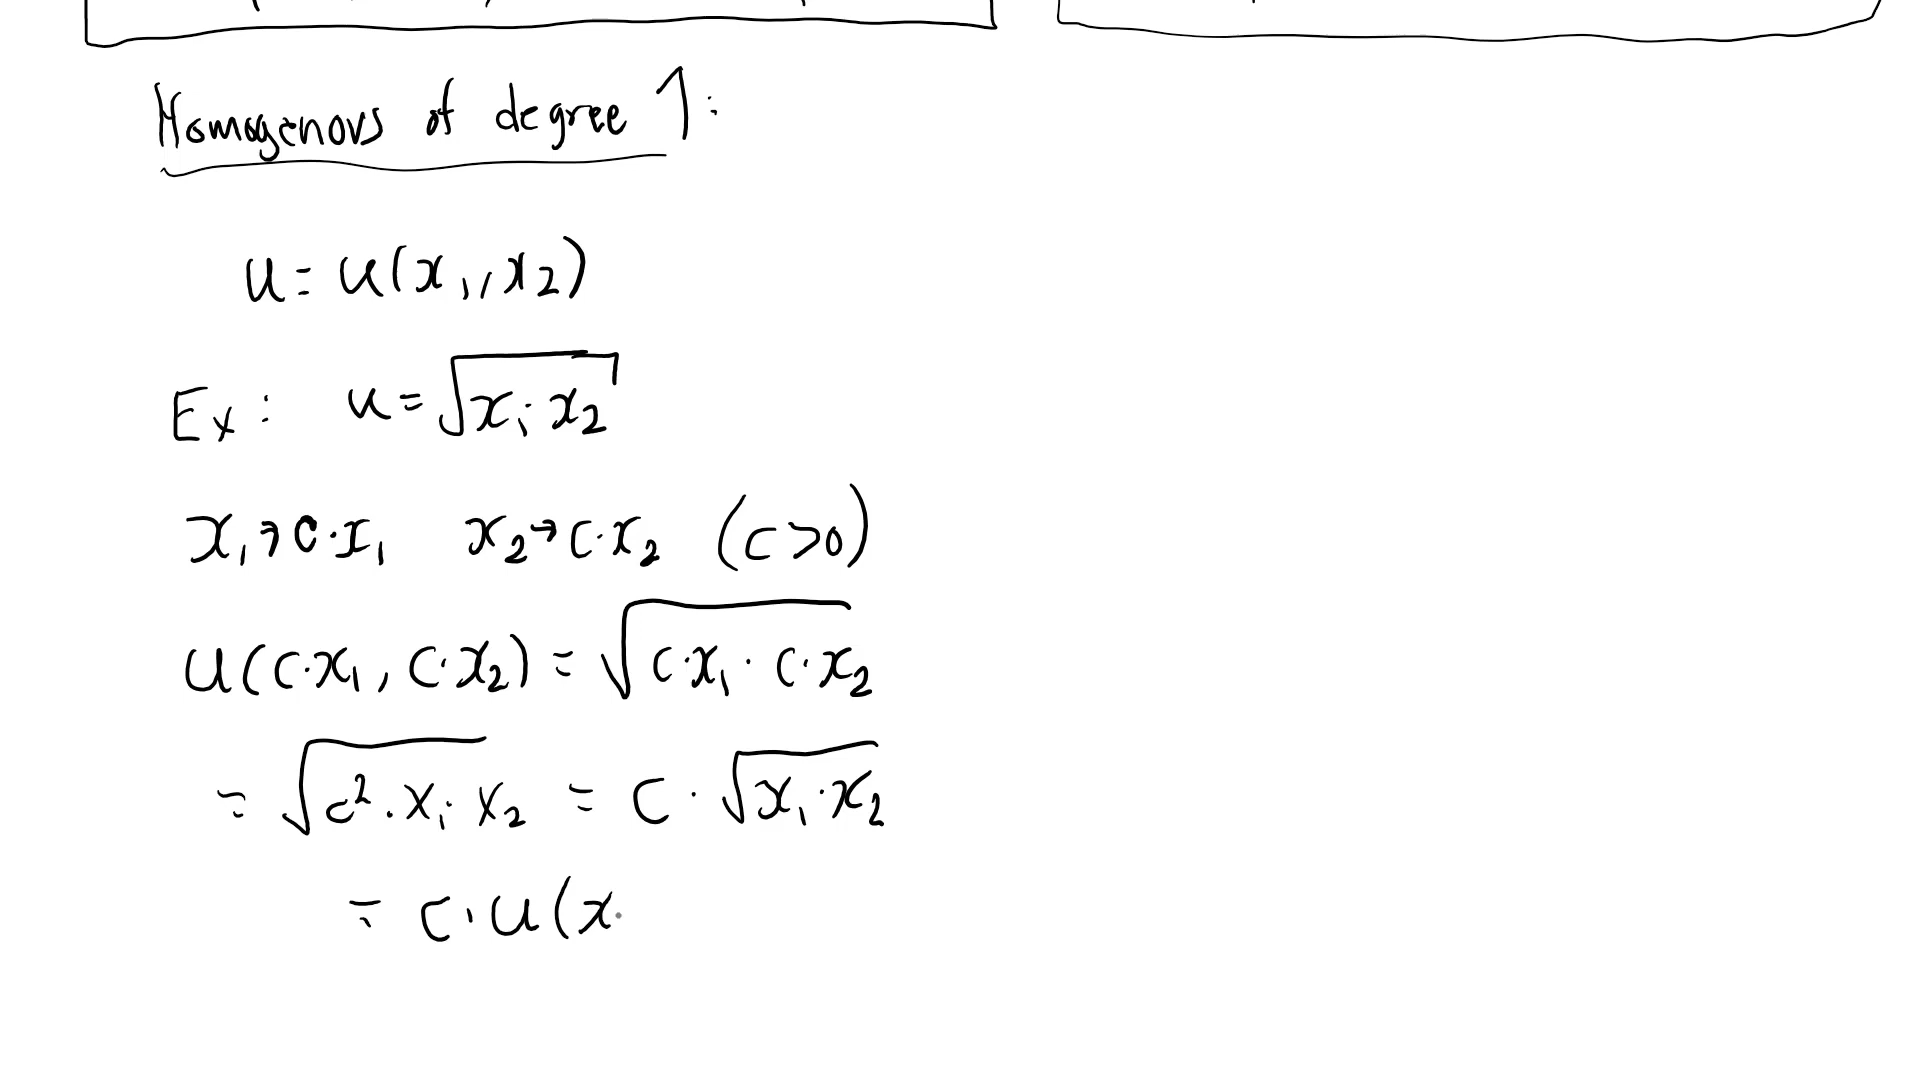 Homogenous of degree 1:
u = u(x₁, x₂)
Ex: u = √(x₁·x₂)
x₁→c·x₁ x₂→c·x₂ (c>0)
u(c·x₁, c·x₂) = √(c·x₁·c·x₂)
= √(c²·x₁·x₂) = c·√(x₁·x₂)
= c·u(x